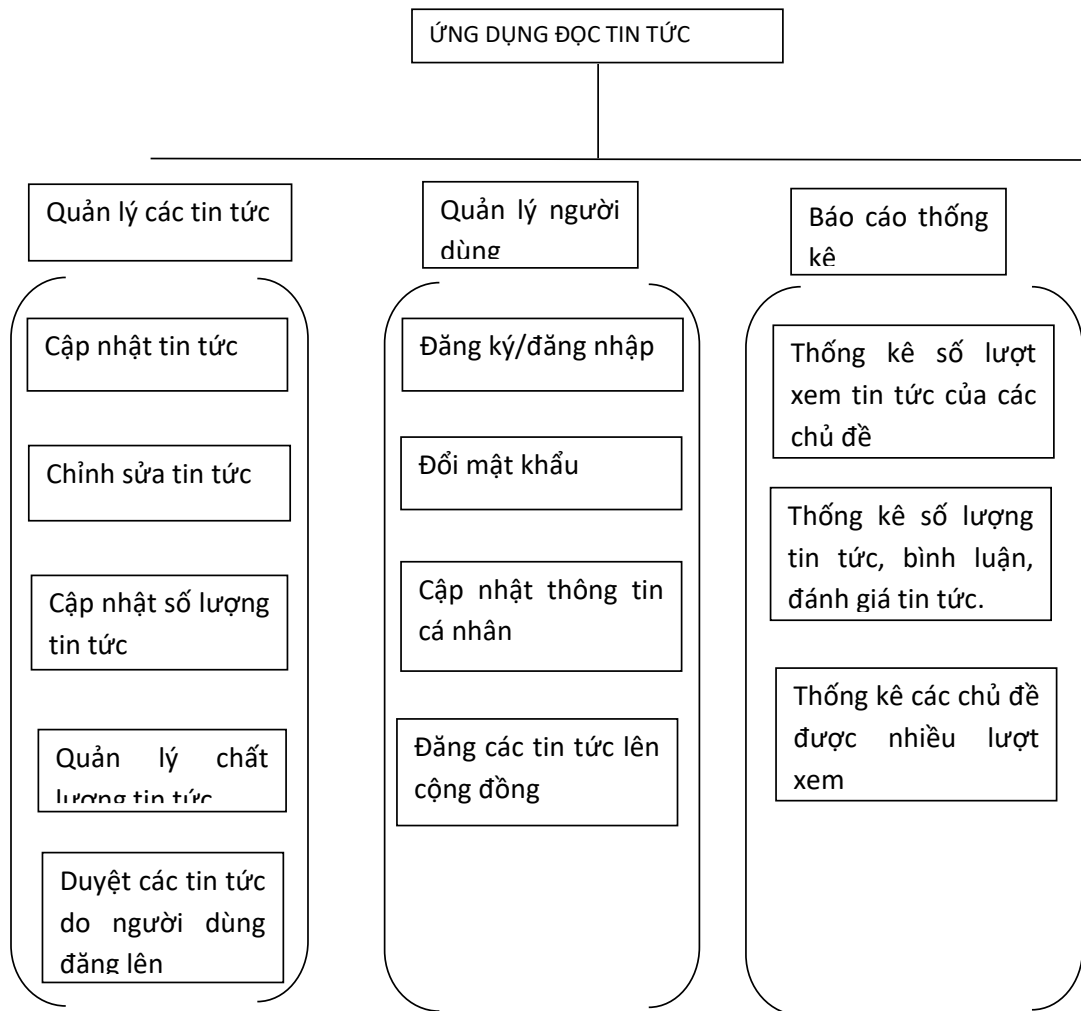 ỨNG DỤNG ĐỌC TIN TỨC
Quản lý các tin tức
Cập nhật tin tức
Chỉnh sửa tin tức
Cập nhật số lượng
tin tức
Quản lý chất
lượng tin tức
Duyệt các tin tức
do người dùng
đăng lên
Quản lý người
dùng
Đăng ký/đăng nhập
Đổi mật khẩu
Cập nhật thông tin
cá nhân
Đăng các tin tức lên
cộng đồng
Báo cáo thống
kê
Thống kê số lượt
xem tin tức của các
chủ đề
Thống kê số lượng
tin tức, bình luận,
đánh giá tin tức.
Thống kê các chủ đề
được nhiều lượt
xem